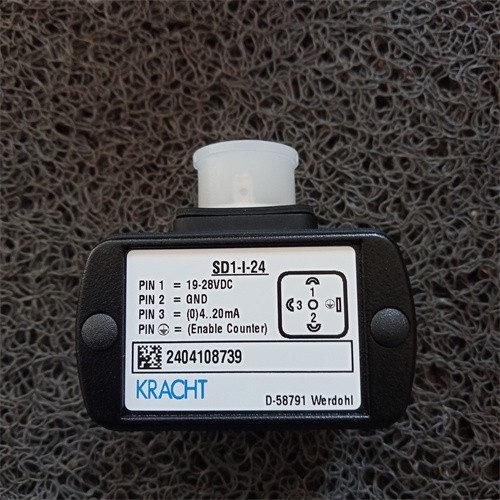 SD1-I-24
PIN 1 = 19-28VDC
PIN 2 = GND
PIN 3 = (0)4..20mA
PIN ⏚ = (Enable Counter)
1
3
⏚
2
2404108739
KRACHT
D-58791 Werdohl